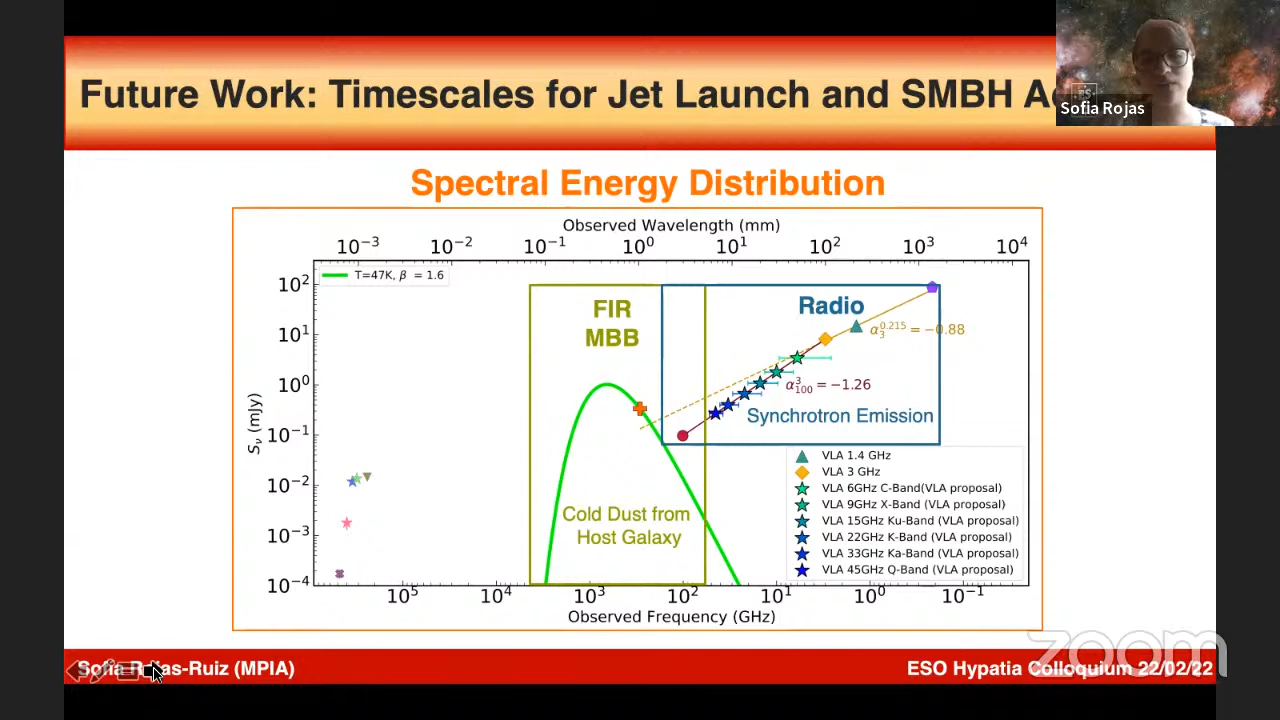 Future Work: Timescales for Jet Launch and SMBH A
Sofia Rojas
Spectral Energy Distribution
Observed Wavelength (mm)
10⁻³ 10⁻² 10⁻¹ 10⁰ 10¹ 10² 10³ 10⁴
T=47K, β = 1.6
FIR
MBB
Radio
α₃^0.215 = −0.88
α₁₀₀^3 = −1.26
Synchrotron Emission
Cold Dust from
Host Galaxy
S_ν (mJy)
10²
10¹
10⁰
10⁻¹
10⁻²
10⁻³
10⁻⁴
VLA 1.4 GHz
VLA 3 GHz
VLA 6GHz C-Band(VLA proposal)
VLA 9GHz X-Band (VLA proposal)
VLA 15GHz Ku-Band (VLA proposal)
VLA 22GHz K-Band (VLA proposal)
VLA 33GHz Ka-Band (VLA proposal)
VLA 45GHz Q-Band (VLA proposal)
10⁵ 10⁴ 10³ 10² 10¹ 10⁰ 10⁻¹
Observed Frequency (GHz)
Sofia Rojas-Ruiz (MPIA)
ESO Hypatia Colloquium 22/02/22
zoom